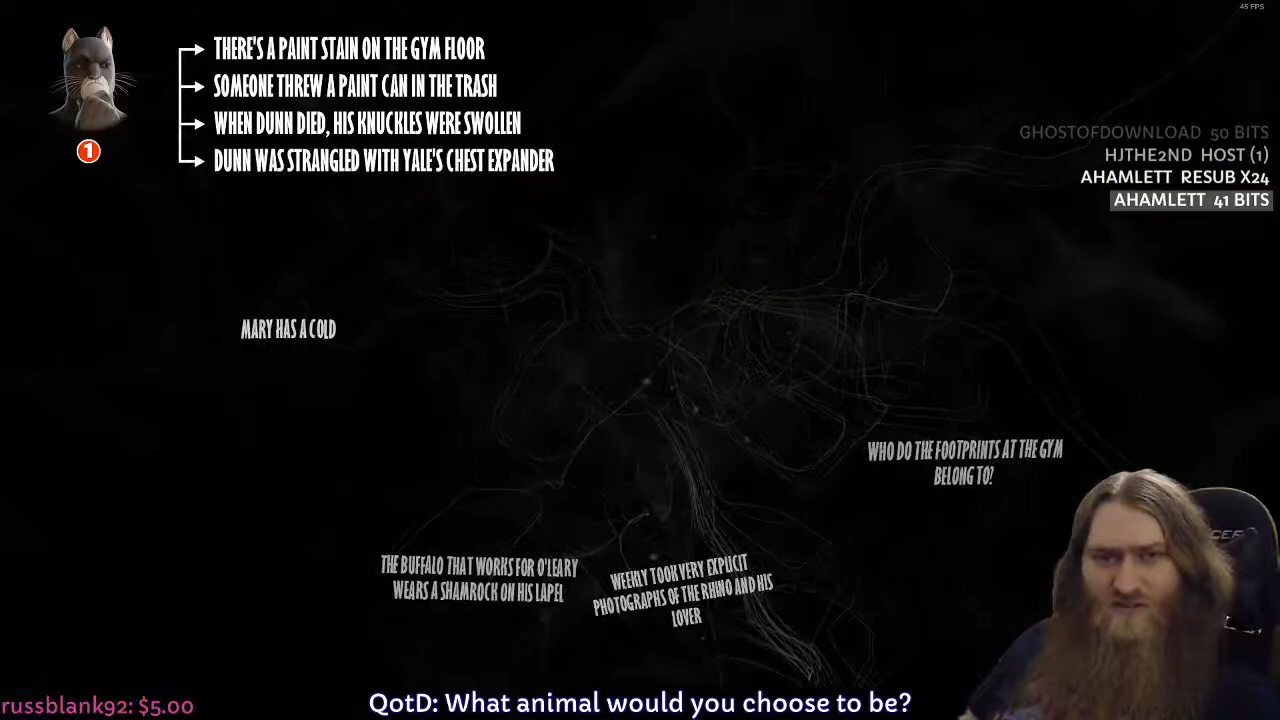 45 FPS
THERE'S A PAINT STAIN ON THE GYM FLOOR
SOMEONE THREW A PAINT CAN IN THE TRASH
WHEN DUNN DIED, HIS KNUCKLES WERE SWOLLEN
DUNN WAS STRANGLED WITH YALE'S CHEST EXPANDER
1
GHOSTOFDOWNLOAD 50 BITS
HJTHE2ND HOST (1)
AHAMLETT RESUB X24
AHAMLETT 41 BITS
MARY HAS A COLD
WHO DO THE FOOTPRINTS AT THE GYM
BELONG TO?
THE BUFFALO THAT WORKS FOR O'LEARY
WEARS A SHAMROCK ON HIS LAPEL
WEEKLY TOOK VERY EXPLICIT
PHOTOGRAPHS OF THE RHINO AND HIS
LOVER
russblank92: $5.00
QotD: What animal would you choose to be?